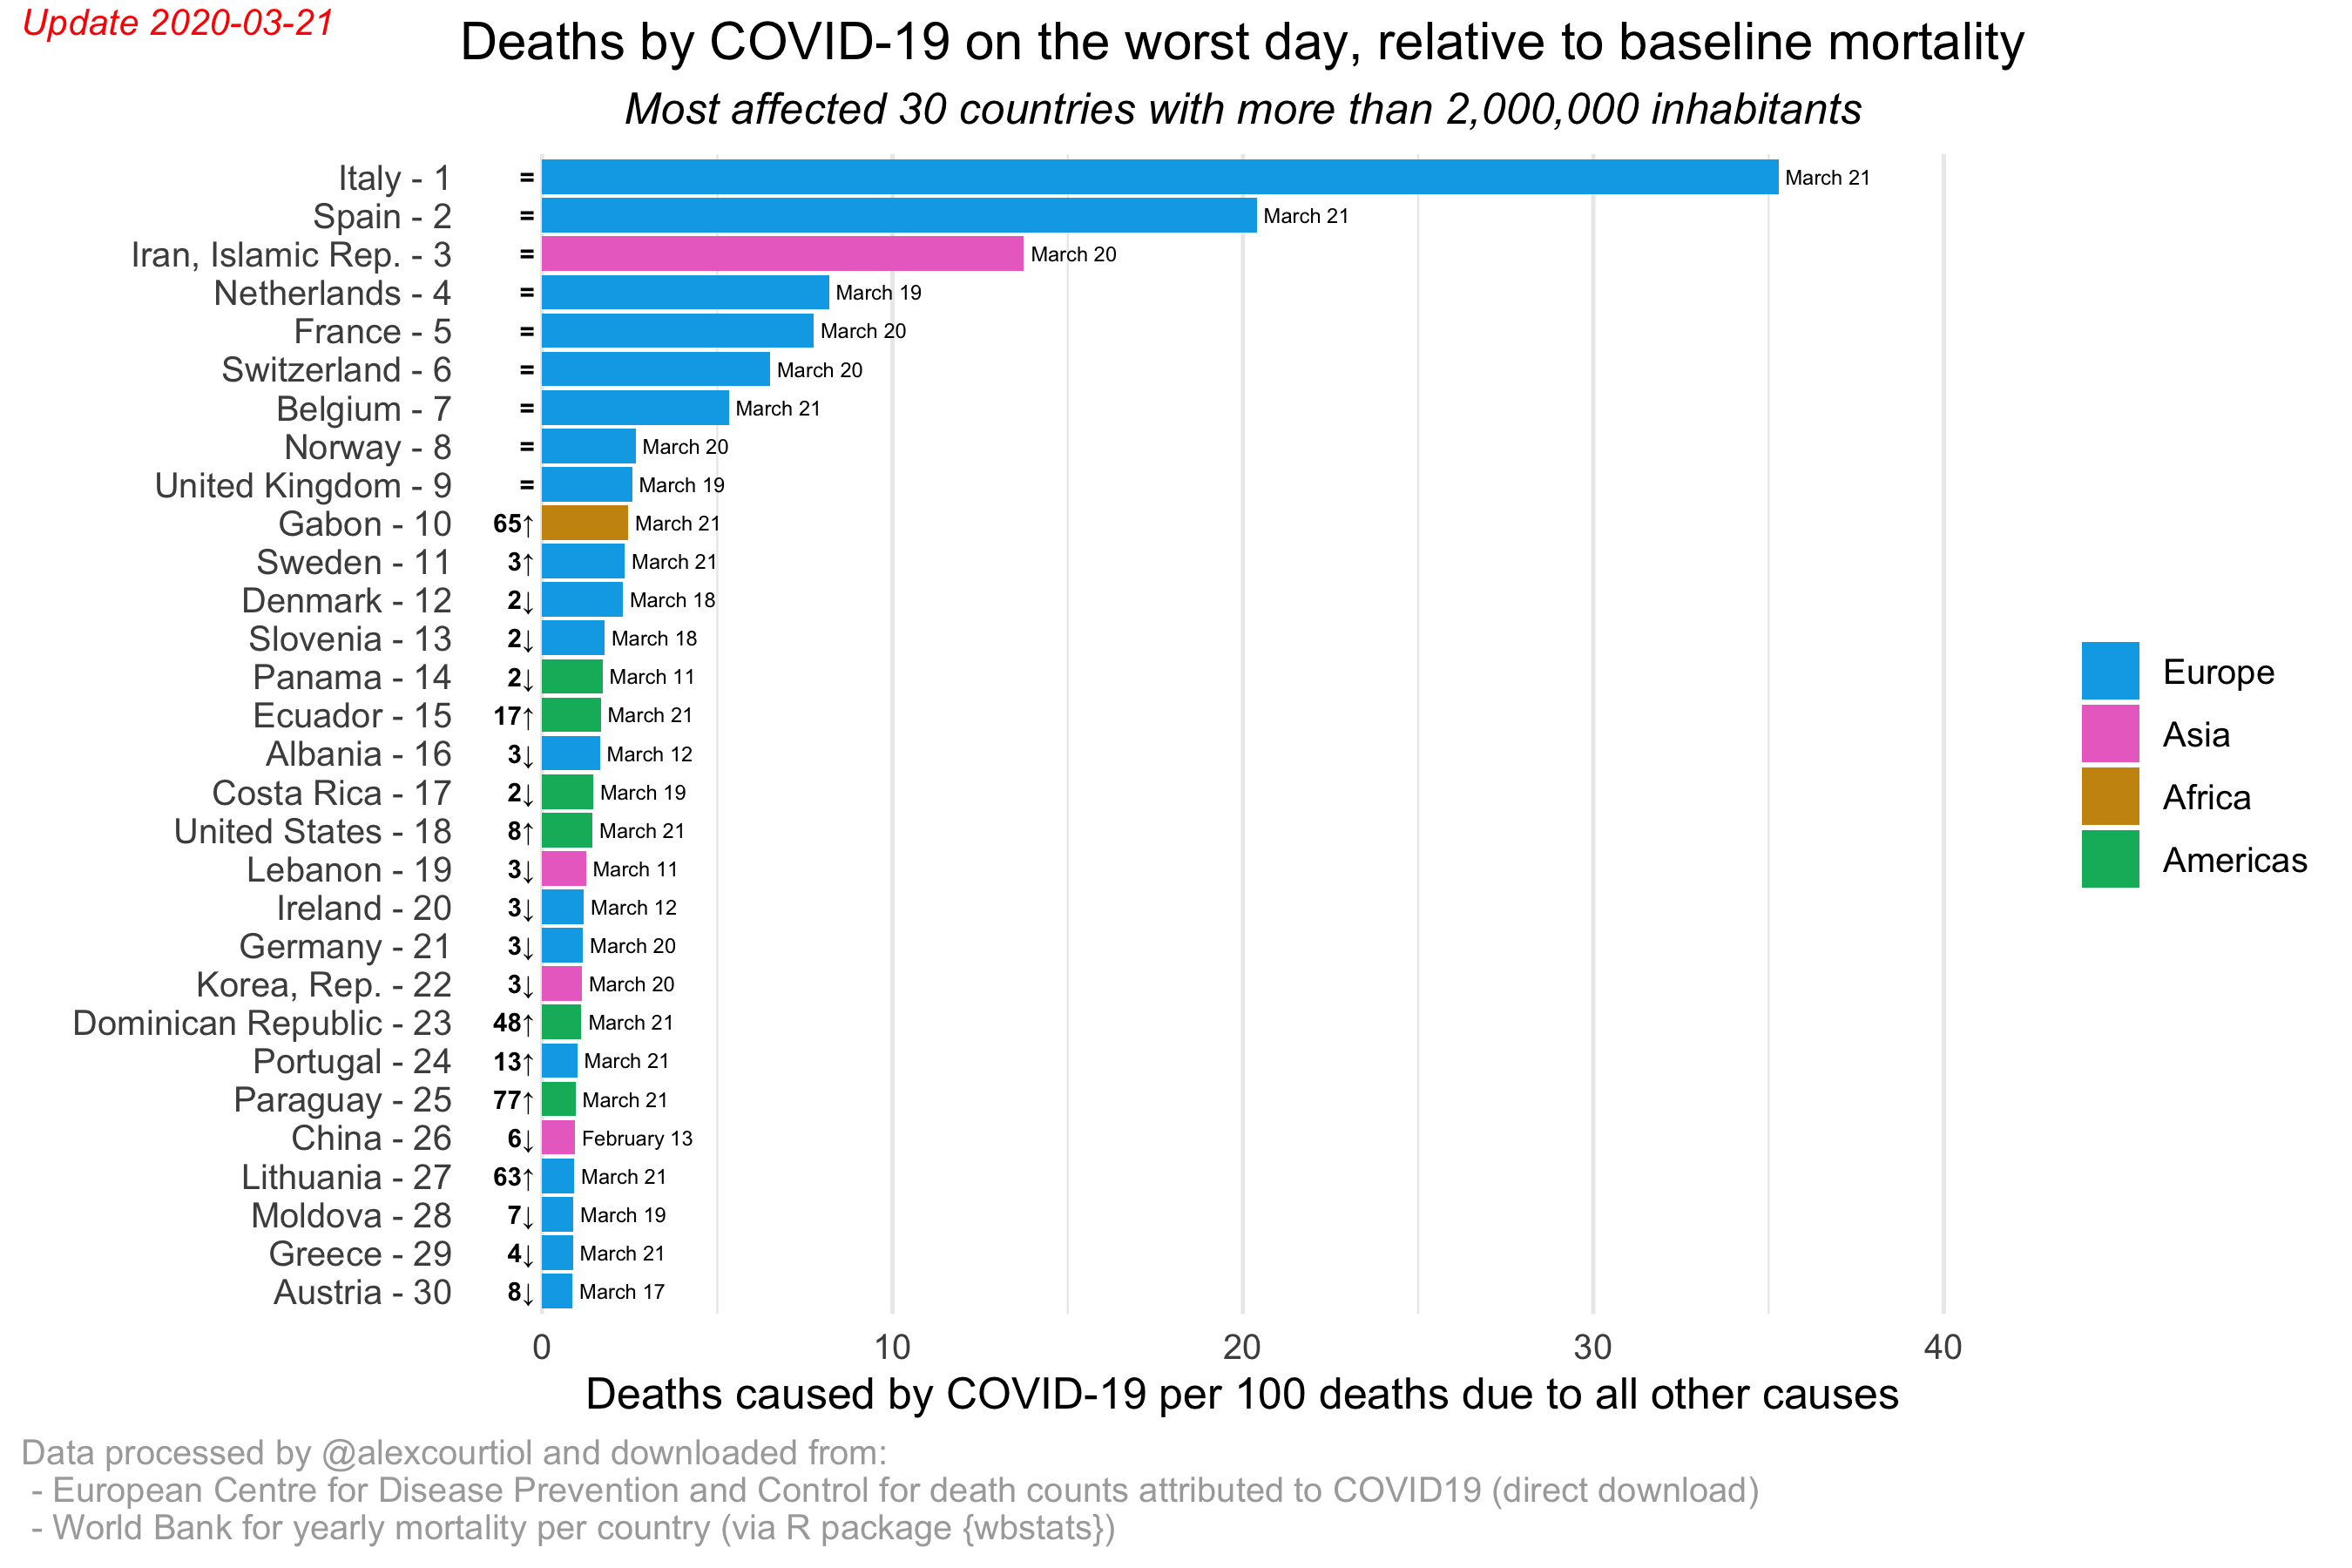 Update 2020-03-21
Deaths by COVID-19 on the worst day, relative to baseline mortality
Most affected 30 countries with more than 2,000,000 inhabitants
Italy - 1 = March 21
Spain - 2 = March 21
Iran, Islamic Rep. - 3 = March 20
Netherlands - 4 = March 19
France - 5 = March 20
Switzerland - 6 = March 20
Belgium - 7 = March 21
Norway - 8 = March 20
United Kingdom - 9 = March 19
Gabon - 10 65↑ March 21
Sweden - 11 3↑ March 21
Denmark - 12 2↓ March 18
Slovenia - 13 2↓ March 18
Panama - 14 2↓ March 11
Ecuador - 15 17↑ March 21
Albania - 16 3↓ March 12
Costa Rica - 17 2↓ March 19
United States - 18 8↑ March 21
Lebanon - 19 3↓ March 11
Ireland - 20 3↓ March 12
Germany - 21 3↓ March 20
Korea, Rep. - 22 3↓ March 20
Dominican Republic - 23 48↑ March 21
Portugal - 24 13↑ March 21
Paraguay - 25 77↑ March 21
China - 26 6↓ February 13
Lithuania - 27 63↑ March 21
Moldova - 28 7↓ March 19
Greece - 29 4↓ March 21
Austria - 30 8↓ March 17
Europe
Asia
Africa
Americas
0 10 20 30 40
Deaths caused by COVID-19 per 100 deaths due to all other causes
Data processed by @alexcourtiol and downloaded from:
- European Centre for Disease Prevention and Control for death counts attributed to COVID19 (direct download)
- World Bank for yearly mortality per country (via R package {wbstats})